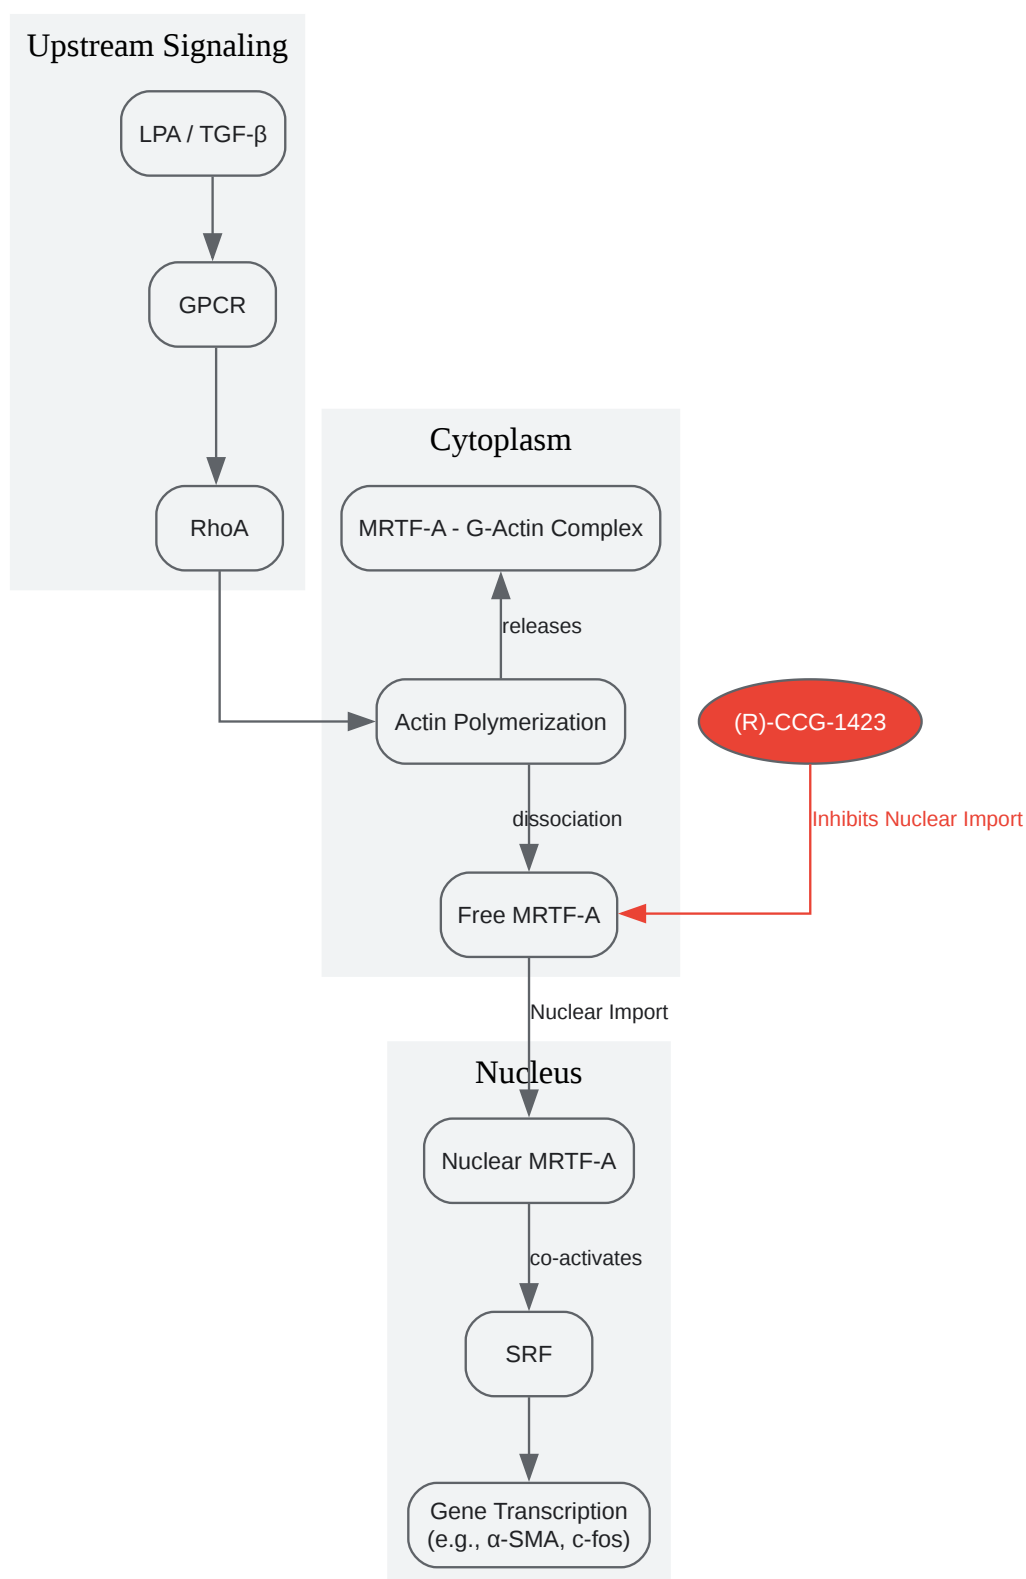 Upstream Signaling
LPA / TGF-β
GPCR
RhoA
Cytoplasm
MRTF-A - G-Actin Complex
releases
Actin Polymerization
(R)-CCG-1423
dissociation
Inhibits Nuclear Import
Free MRTF-A
Nuclear Import
Nucleus
Nuclear MRTF-A
co-activates
SRF
Gene Transcription
(e.g., α-SMA, c-fos)